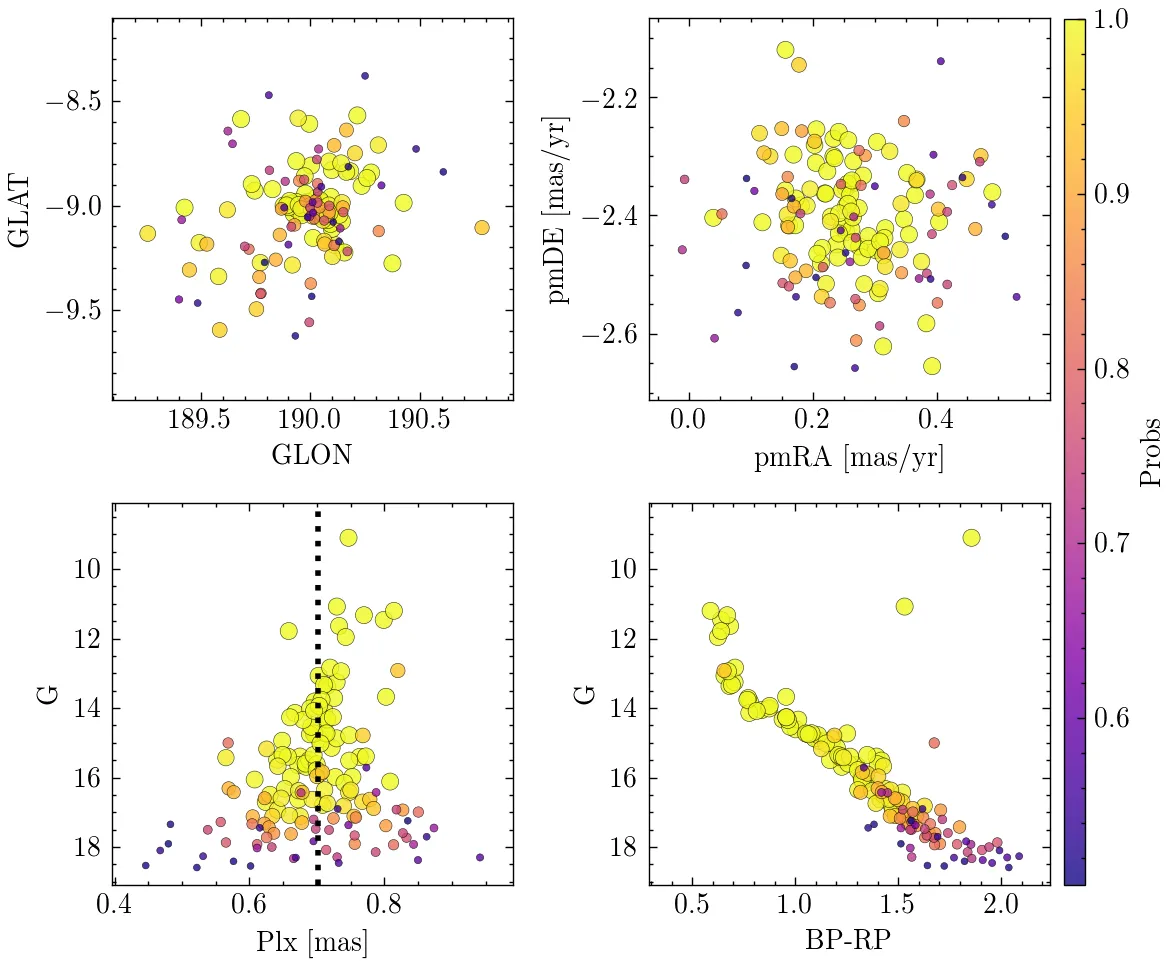 −8.5
−9.0
−9.5
GLAT
189.5 190.0 190.5
GLON
−2.2
−2.4
−2.6
pmDE [mas/yr]
0.0 0.2 0.4
pmRA [mas/yr]
10
12
14
16
18
G
0.4 0.6 0.8
Plx [mas]
10
12
14
16
18
G
0.5 1.0 1.5 2.0
BP-RP
1.0
0.9
0.8
0.7
0.6
Probs